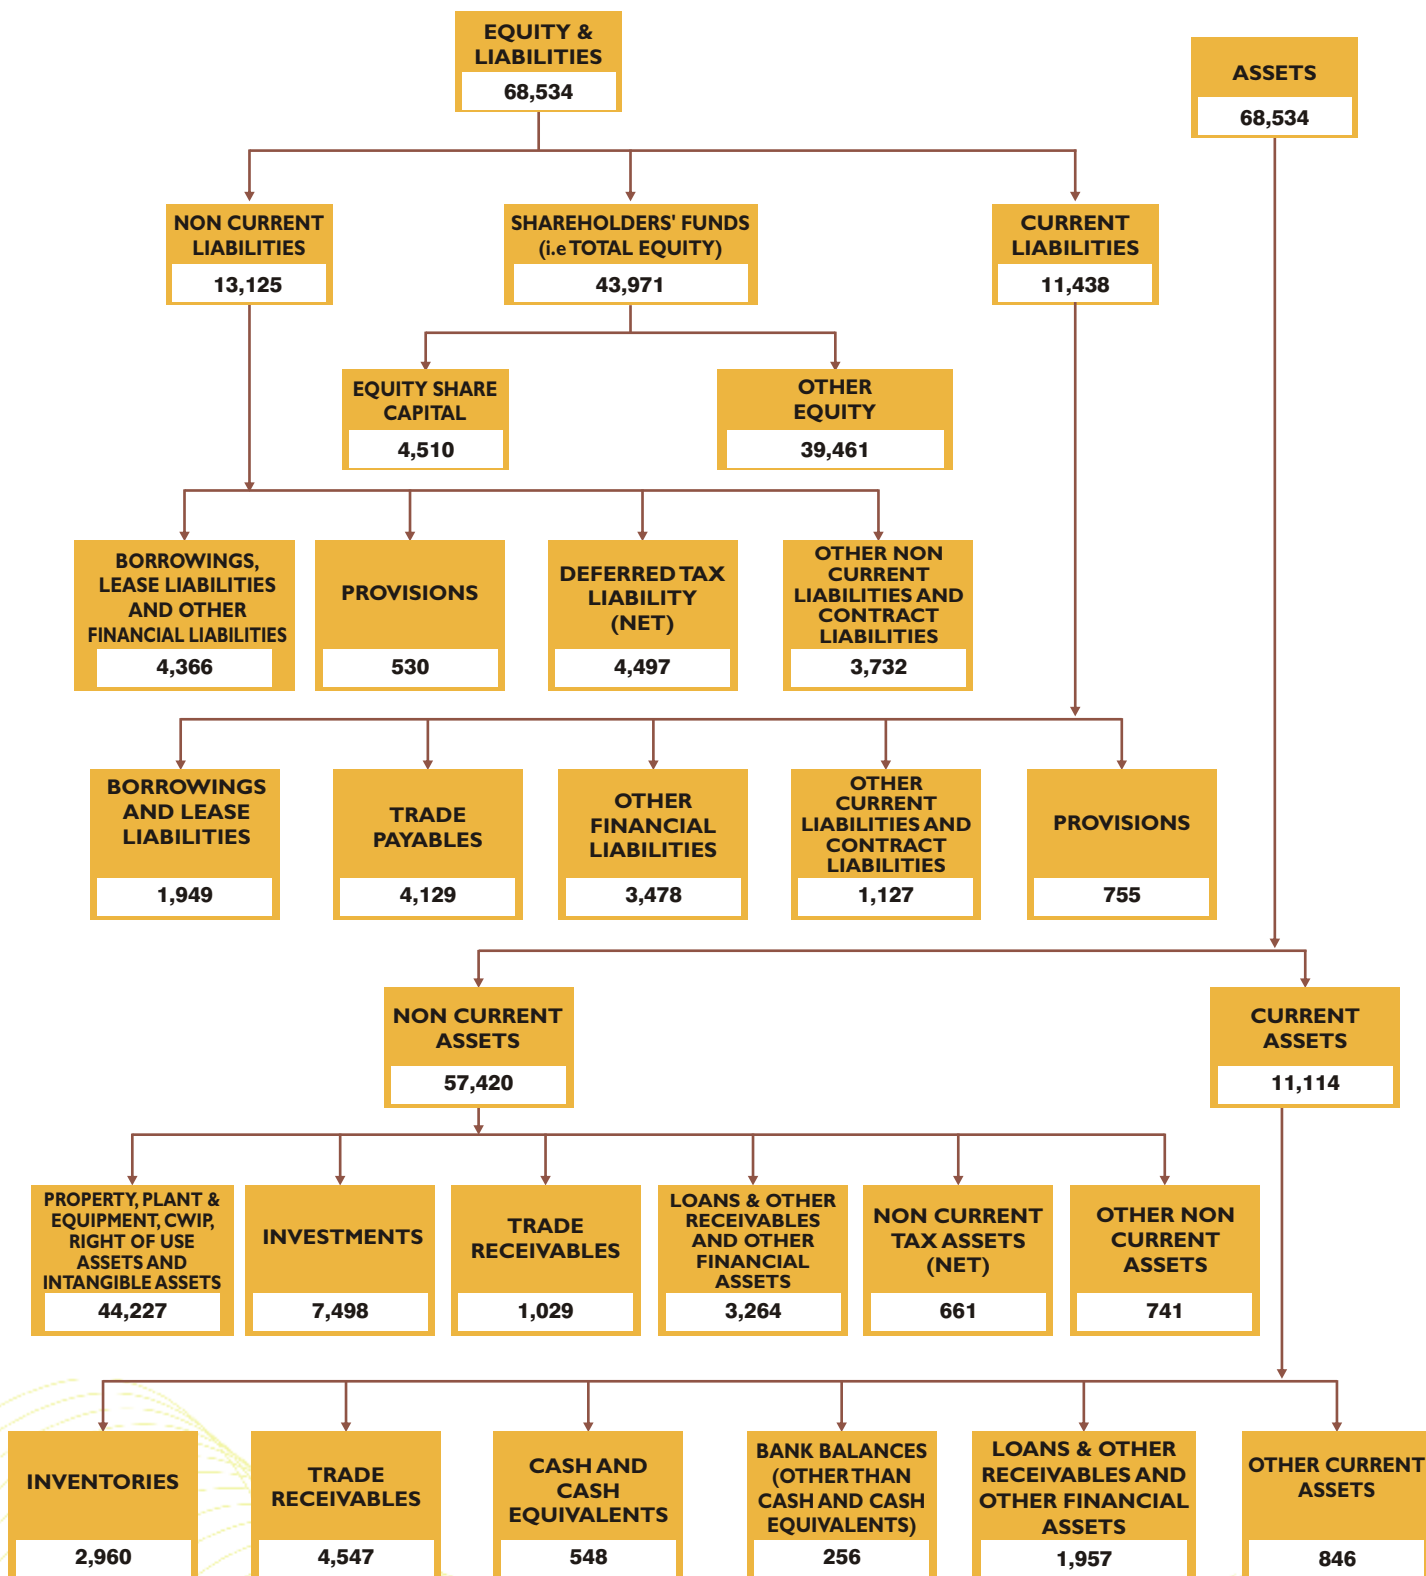 EQUITY &
LIABILITIES
68,534
ASSETS
68,534
NON CURRENT
LIABILITIES
13,125
SHAREHOLDERS' FUNDS
(i.e TOTAL EQUITY)
43,971
CURRENT
LIABILITIES
11,438
EQUITY SHARE
CAPITAL
4,510
OTHER
EQUITY
39,461
BORROWINGS,
LEASE LIABILITIES
AND OTHER
FINANCIAL LIABILITIES
4,366
PROVISIONS
530
DEFERRED TAX
LIABILITY
(NET)
4,497
OTHER NON
CURRENT
LIABILITIES AND
CONTRACT
LIABILITIES
3,732
BORROWINGS
AND LEASE
LIABILITIES
1,949
TRADE
PAYABLES
4,129
OTHER
FINANCIAL
LIABILITIES
3,478
OTHER
CURRENT
LIABILITIES AND
CONTRACT
LIABILITIES
1,127
PROVISIONS
755
NON CURRENT
ASSETS
57,420
CURRENT
ASSETS
11,114
PROPERTY, PLANT &
EQUIPMENT, CWIP,
RIGHT OF USE
ASSETS AND
INTANGIBLE ASSETS
44,227
INVESTMENTS
7,498
TRADE
RECEIVABLES
1,029
LOANS & OTHER
RECEIVABLES
AND OTHER
FINANCIAL
ASSETS
3,264
NON CURRENT
TAX ASSETS
(NET)
661
OTHER NON
CURRENT
ASSETS
741
INVENTORIES
2,960
TRADE
RECEIVABLES
4,547
CASH AND
CASH
EQUIVALENTS
548
BANK BALANCES
(OTHER THAN
CASH AND CASH
EQUIVALENTS)
256
LOANS & OTHER
RECEIVABLES AND
OTHER FINANCIAL
ASSETS
1,957
OTHER CURRENT
ASSETS
846